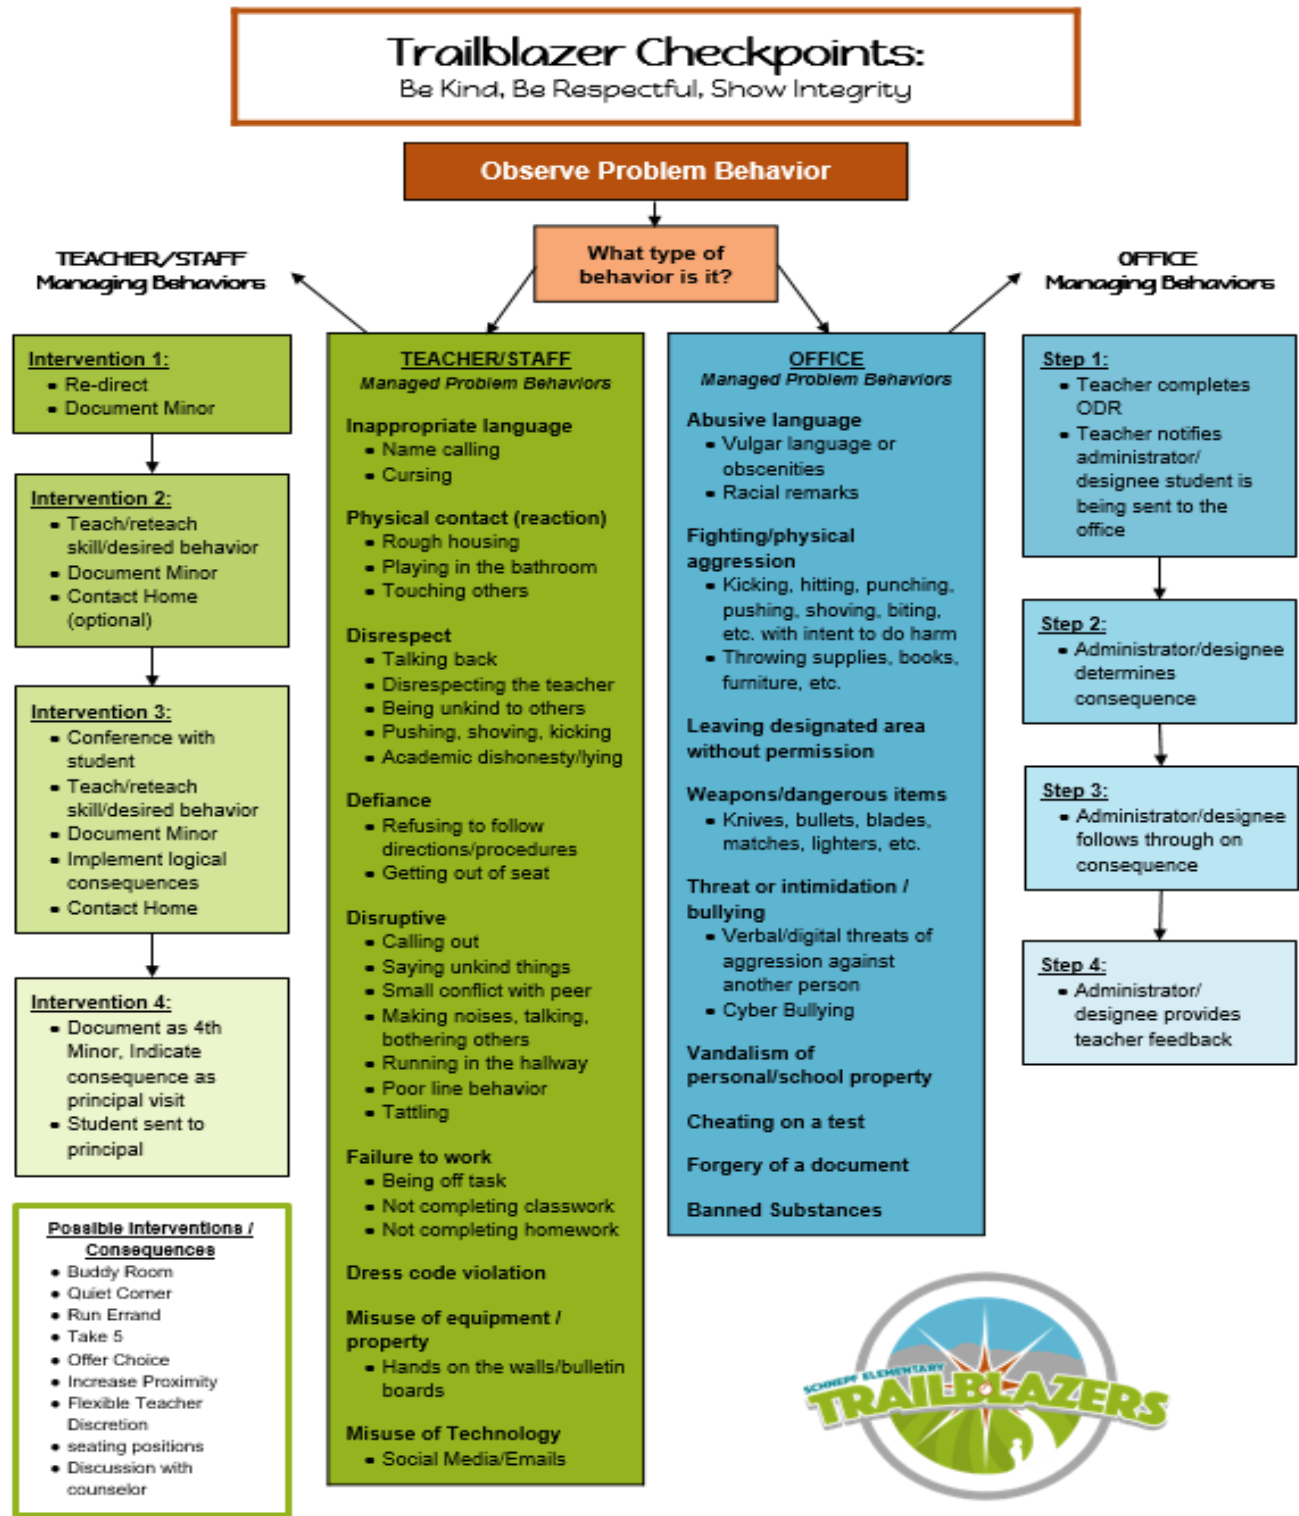 Trailblazer Checkpoints:
Be Kind, Be Respectful, Show Integrity
Observe Problem Behavior
What type of
behavior is it?
TEACHER/STAFF
Managing Behaviors
Intervention 1:
• Re-direct
• Document Minor
Intervention 2:
• Teach/reteach
skill/desired behavior
• Document Minor
• Contact Home
(optional)
Intervention 3:
• Conference with
student
• Teach/reteach
skill/desired behavior
• Document Minor
• Implement logical
consequences
• Contact Home
Intervention 4:
• Document as 4th
Minor, Indicate
consequence as
principal visit
• Student sent to
principal
Possible Interventions /
Consequences
• Buddy Room
• Quiet Corner
• Run Errand
• Take 5
• Offer Choice
• Increase Proximity
• Flexible Teacher
Discretion
• seating positions
• Discussion with
counselor
TEACHER/STAFF
Managed Problem Behaviors
Inappropriate language
• Name calling
• Cursing
Physical contact (reaction)
• Rough housing
• Playing in the bathroom
• Touching others
Disrespect
• Talking back
• Disrespecting the teacher
• Being unkind to others
• Pushing, shoving, kicking
• Academic dishonesty/lying
Defiance
• Refusing to follow
directions/procedures
• Getting out of seat
Disruptive
• Calling out
• Saying unkind things
• Small conflict with peer
• Making noises, talking,
bothering others
• Running in the hallway
• Poor line behavior
• Tattling
Failure to work
• Being off task
• Not completing classwork
• Not completing homework
Dress code violation
Misuse of equipment /
property
• Hands on the walls/bulletin
boards
Misuse of Technology
• Social Media/Emails
OFFICE
Managed Problem Behaviors
Abusive language
• Vulgar language or
obscenities
• Racial remarks
Fighting/physical
aggression
• Kicking, hitting, punching,
pushing, shoving, biting,
etc. with intent to do harm
• Throwing supplies, books,
furniture, etc.
Leaving designated area
without permission
Weapons/dangerous items
• Knives, bullets, blades,
matches, lighters, etc.
Threat or intimidation /
bullying
• Verbal/digital threats of
aggression against
another person
• Cyber Bullying
Vandalism of
personal/school property
Cheating on a test
Forgery of a document
Banned Substances
OFFICE
Managing Behaviors
Step 1:
• Teacher completes
ODR
• Teacher notifies
administrator/
designee student is
being sent to the
office
Step 2:
• Administrator/designee
determines
consequence
Step 3:
• Administrator/designee
follows through on
consequence
Step 4:
• Administrator/
designee provides
teacher feedback
SCHNEPF ELEMENTARY
TRAILBLAZERS